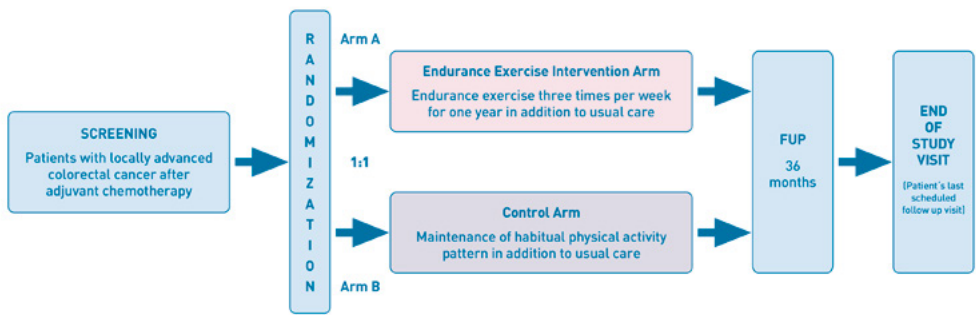 SCREENING
Patients with locally advanced
colorectal cancer after
adjuvant chemotherapy
RANDOMIZATION
Arm A
1:1
Arm B
Endurance Exercise Intervention Arm
Endurance exercise three times per week
for one year in addition to usual care
Control Arm
Maintenance of habitual physical activity
pattern in addition to usual care
FUP
36
months
END
OF
STUDY
VISIT
(Patient's last
scheduled
follow up visit)